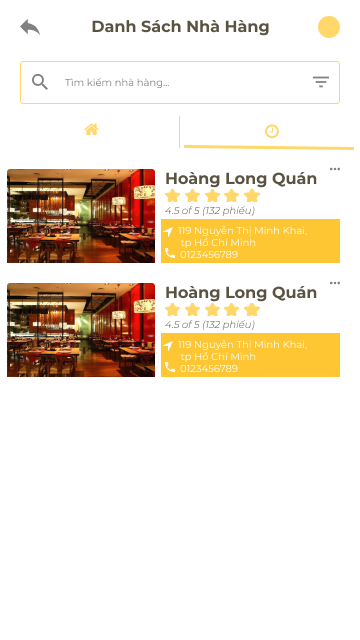 Danh Sách Nhà Hàng
Tìm kiếm nhà hàng...
Hoàng Long Quán
4.5 of 5 (132 phiếu)
119 Nguyễn Thị Minh Khai,
tp Hồ Chí Minh
0123456789
Hoàng Long Quán
4.5 of 5 (132 phiếu)
119 Nguyễn Thị Minh Khai,
tp Hồ Chí Minh
0123456789